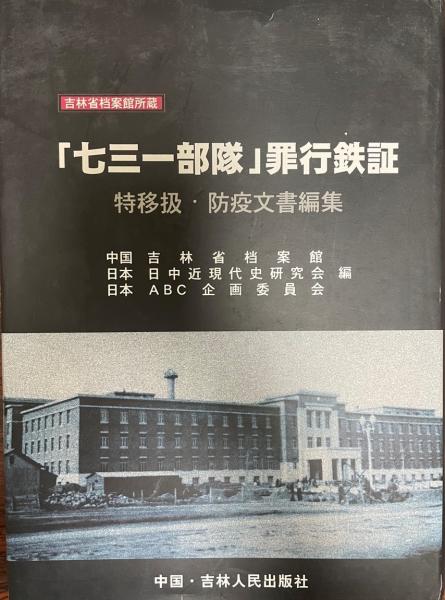 吉林省档案館所蔵
「七三一部隊」罪行鉄証
特移扱・防疫文書編集
中国 吉林省档案館
日本 日中近現代史研究会 編
日本 ABC企画委員会
中国・吉林人民出版社